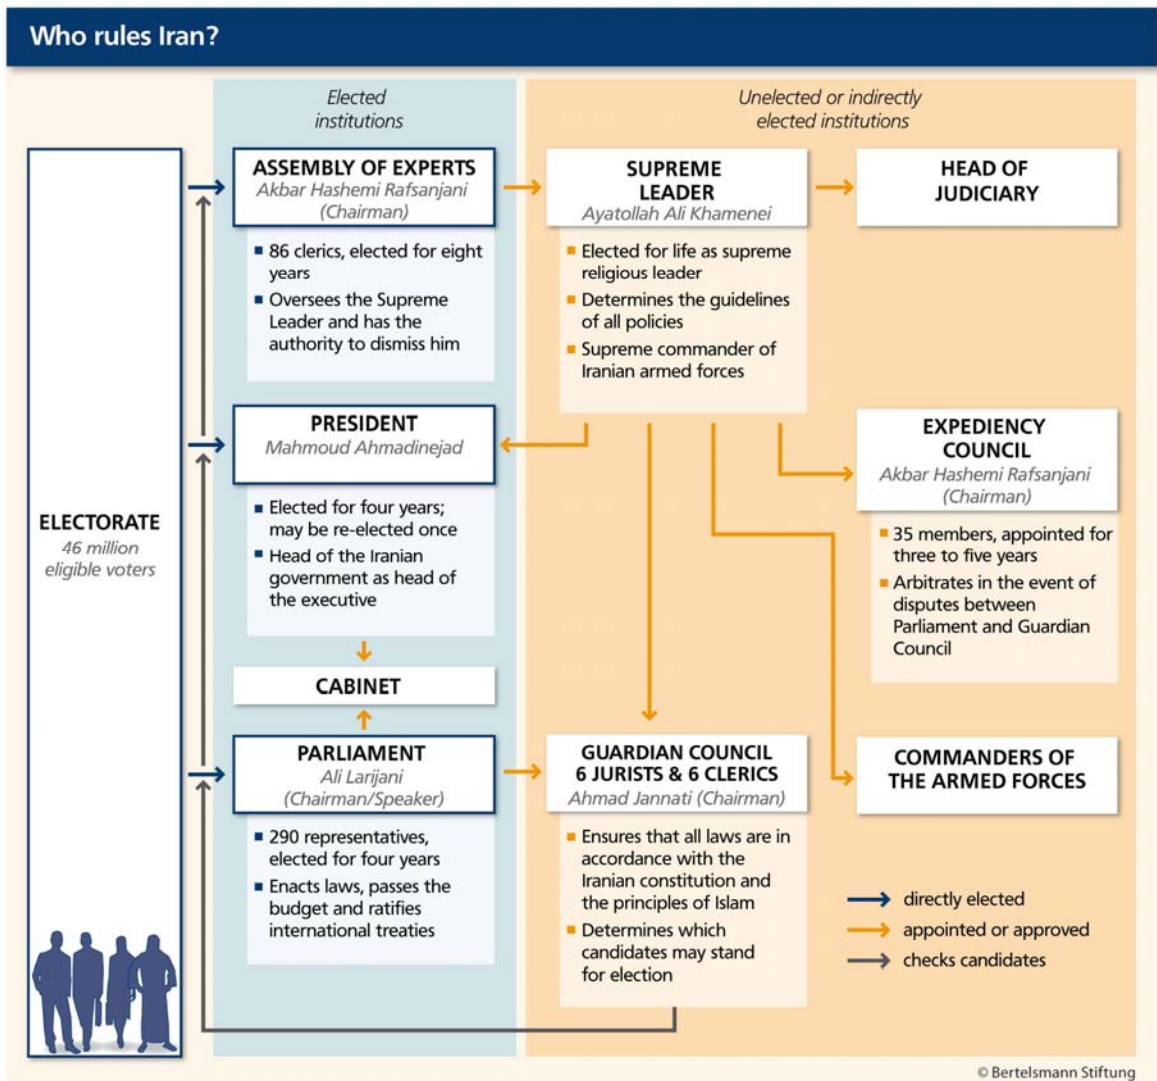 Who rules Iran?
Elected
institutions
Unelected or indirectly
elected institutions
ELECTORATE
46 million
eligible voters
ASSEMBLY OF EXPERTS
Akbar Hashemi Rafsanjani
(Chairman)
■ 86 clerics, elected for eight
years
■ Oversees the Supreme
Leader and has the
authority to dismiss him
PRESIDENT
Mahmoud Ahmadinejad
■ Elected for four years;
may be re-elected once
■ Head of the Iranian
government as head of
the executive
CABINET
PARLIAMENT
Ali Larijani
(Chairman/Speaker)
■ 290 representatives,
elected for four years
■ Enacts laws, passes the
budget and ratifies
international treaties
SUPREME
LEADER
Ayatollah Ali Khamenei
■ Elected for life as supreme
religious leader
■ Determines the guidelines
of all policies
■ Supreme commander of
Iranian armed forces
GUARDIAN COUNCIL
6 JURISTS & 6 CLERICS
Ahmad Jannati (Chairman)
■ Ensures that all laws are in
accordance with the
Iranian constitution and
the principles of Islam
■ Determines which
candidates may stand
for election
HEAD OF
JUDICIARY
EXPEDIENCY
COUNCIL
Akbar Hashemi Rafsanjani
(Chairman)
■ 35 members, appointed for
three to five years
■ Arbitrates in the event of
disputes between
Parliament and Guardian
Council
COMMANDERS OF
THE ARMED FORCES
directly elected
appointed or approved
checks candidates
© Bertelsmann Stiftung